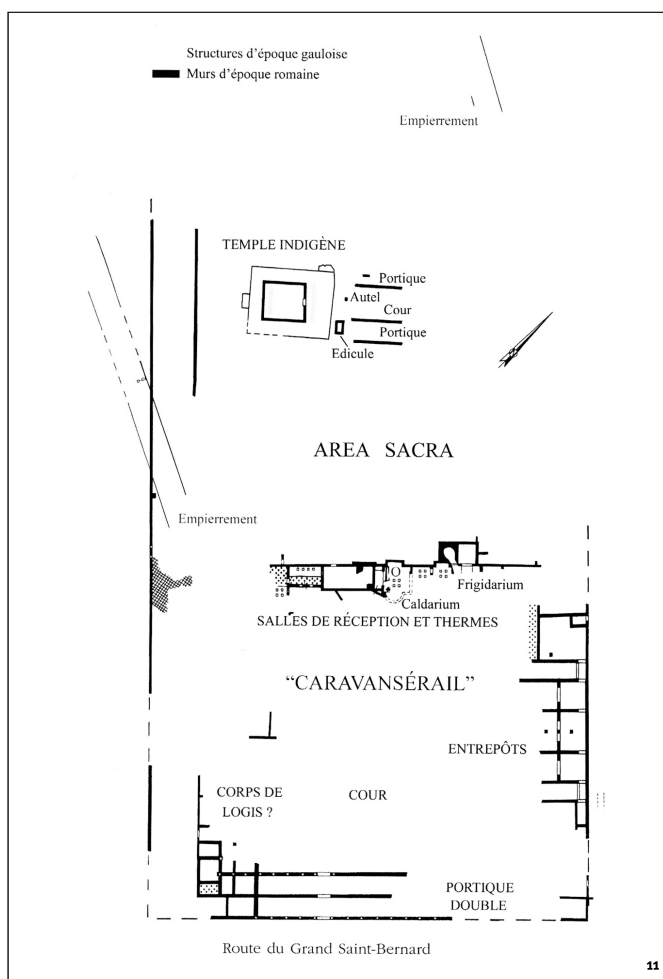 Structures d'époque gauloise
Murs d'époque romaine
Empierrement
TEMPLE INDIGÈNE
Portique
Autel
Cour
Portique
Edicule
AREA SACRA
Empierrement
Frigidarium
Caldarium
SALLES DE RÉCEPTION ET THERMES
“CARAVANSÉRAIL”
ENTREPÔTS
CORPS DE
LOGIS ?
COUR
PORTIQUE
DOUBLE
Route du Grand Saint-Bernard
11